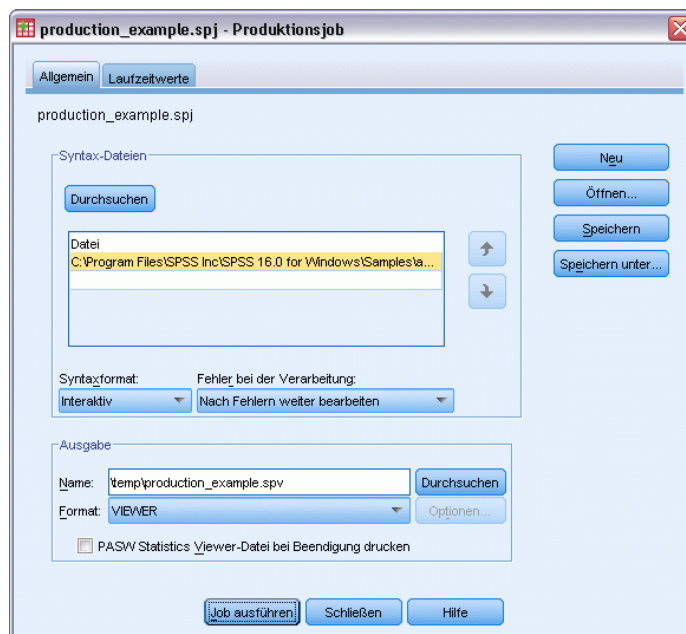 production_example.spj - Produktionsjob
Allgemein
Laufzeitwerte
production_example.spj
Syntax-Dateien
Durchsuchen
Datei
C:\Program Files\SPSS Inc\SPSS 16.0 for Windows\Samples\a...
Syntaxformat:
Fehler bei der Verarbeitung:
Interaktiv
Nach Fehlern weiter bearbeiten
Neu
Öffnen...
Speichern
Speichern unter...
Ausgabe
Name:
\temp\production_example.spv
Durchsuchen
Format:
VIEWER
Optionen...
PASW Statistics Viewer-Datei bei Beendigung drucken
Job ausführen
Schließen
Hilfe